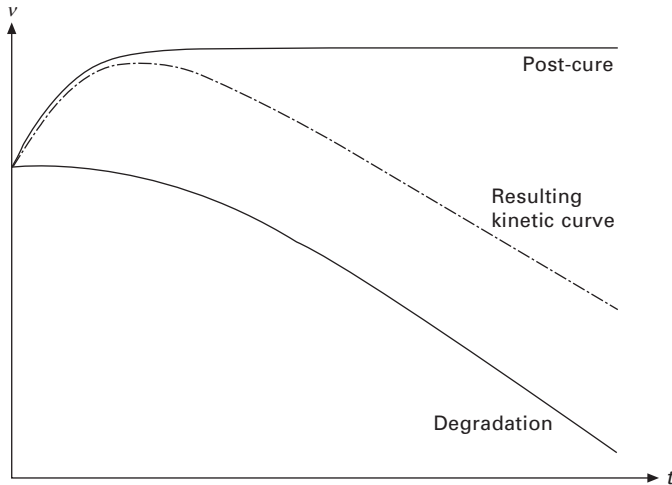 v
Post-cure
Resulting
kinetic curve
Degradation
t